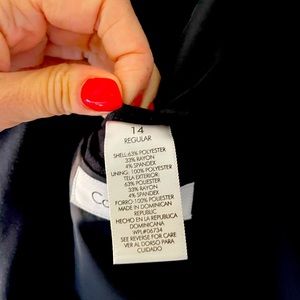 14
REGULAR
SHELL:63% POLYESTER
33% RAYON
4% SPANDEX
LINING: 100% POLYESTER
TELA EXTERIOR:
63% POLIESTER
33% RAYON
4% SPANDEX
FORRO:100% POLIESTER
MADE IN DOMINICAN
REPUBLIC
HECHO EN LA REPUBLICA
DOMINICANA
WPL#06734
SEE REVERSE FOR CARE
VER AL DORSO PARA
CUIDADO